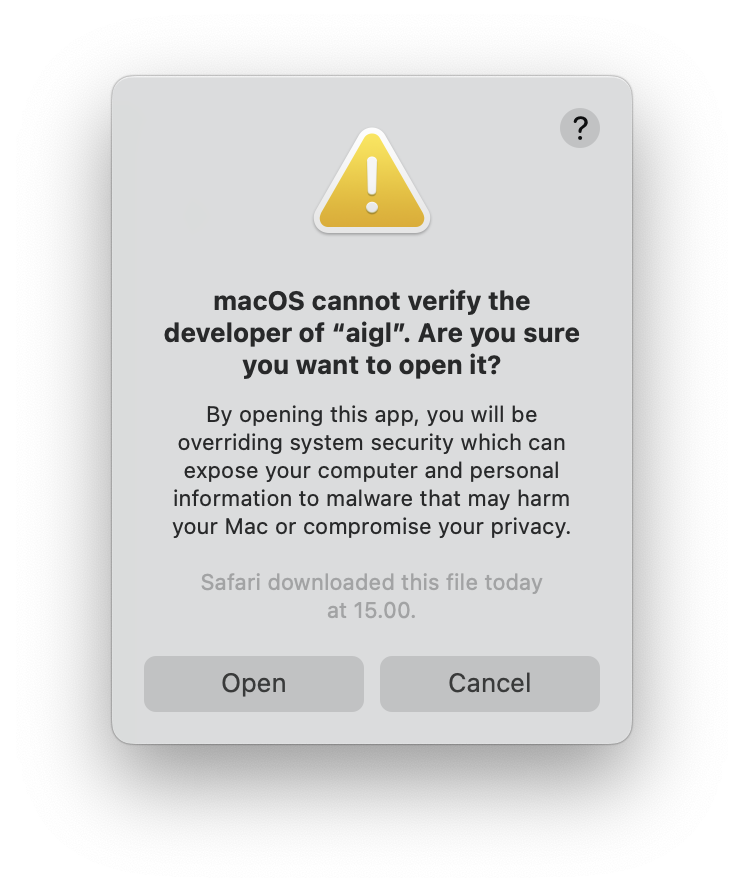 ?
macOS cannot verify the
developer of “aigl”. Are you sure
you want to open it?
By opening this app, you will be
overriding system security which can
expose your computer and personal
information to malware that may harm
your Mac or compromise your privacy.
Safari downloaded this file today
at 15.00.
Open
Cancel